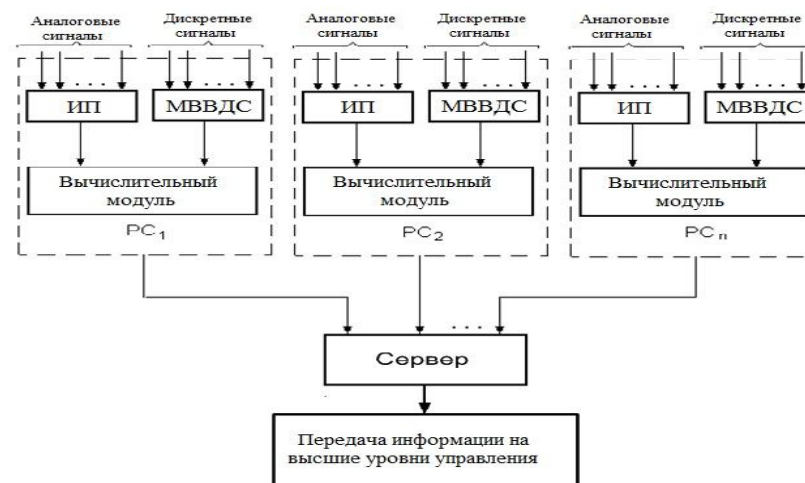 Аналоговые сигналы
Дискретные сигналы
Аналоговые сигналы
Дискретные сигналы
Аналоговые сигналы
Дискретные сигналы
ИП
МВВДС
ИП
МВВДС
ИП
МВВДС
Вычислительный
модуль
Вычислительный
модуль
Вычислительный
модуль
РС1
РС2
РСn
Сервер
Передача информации на
высшие уровни управления